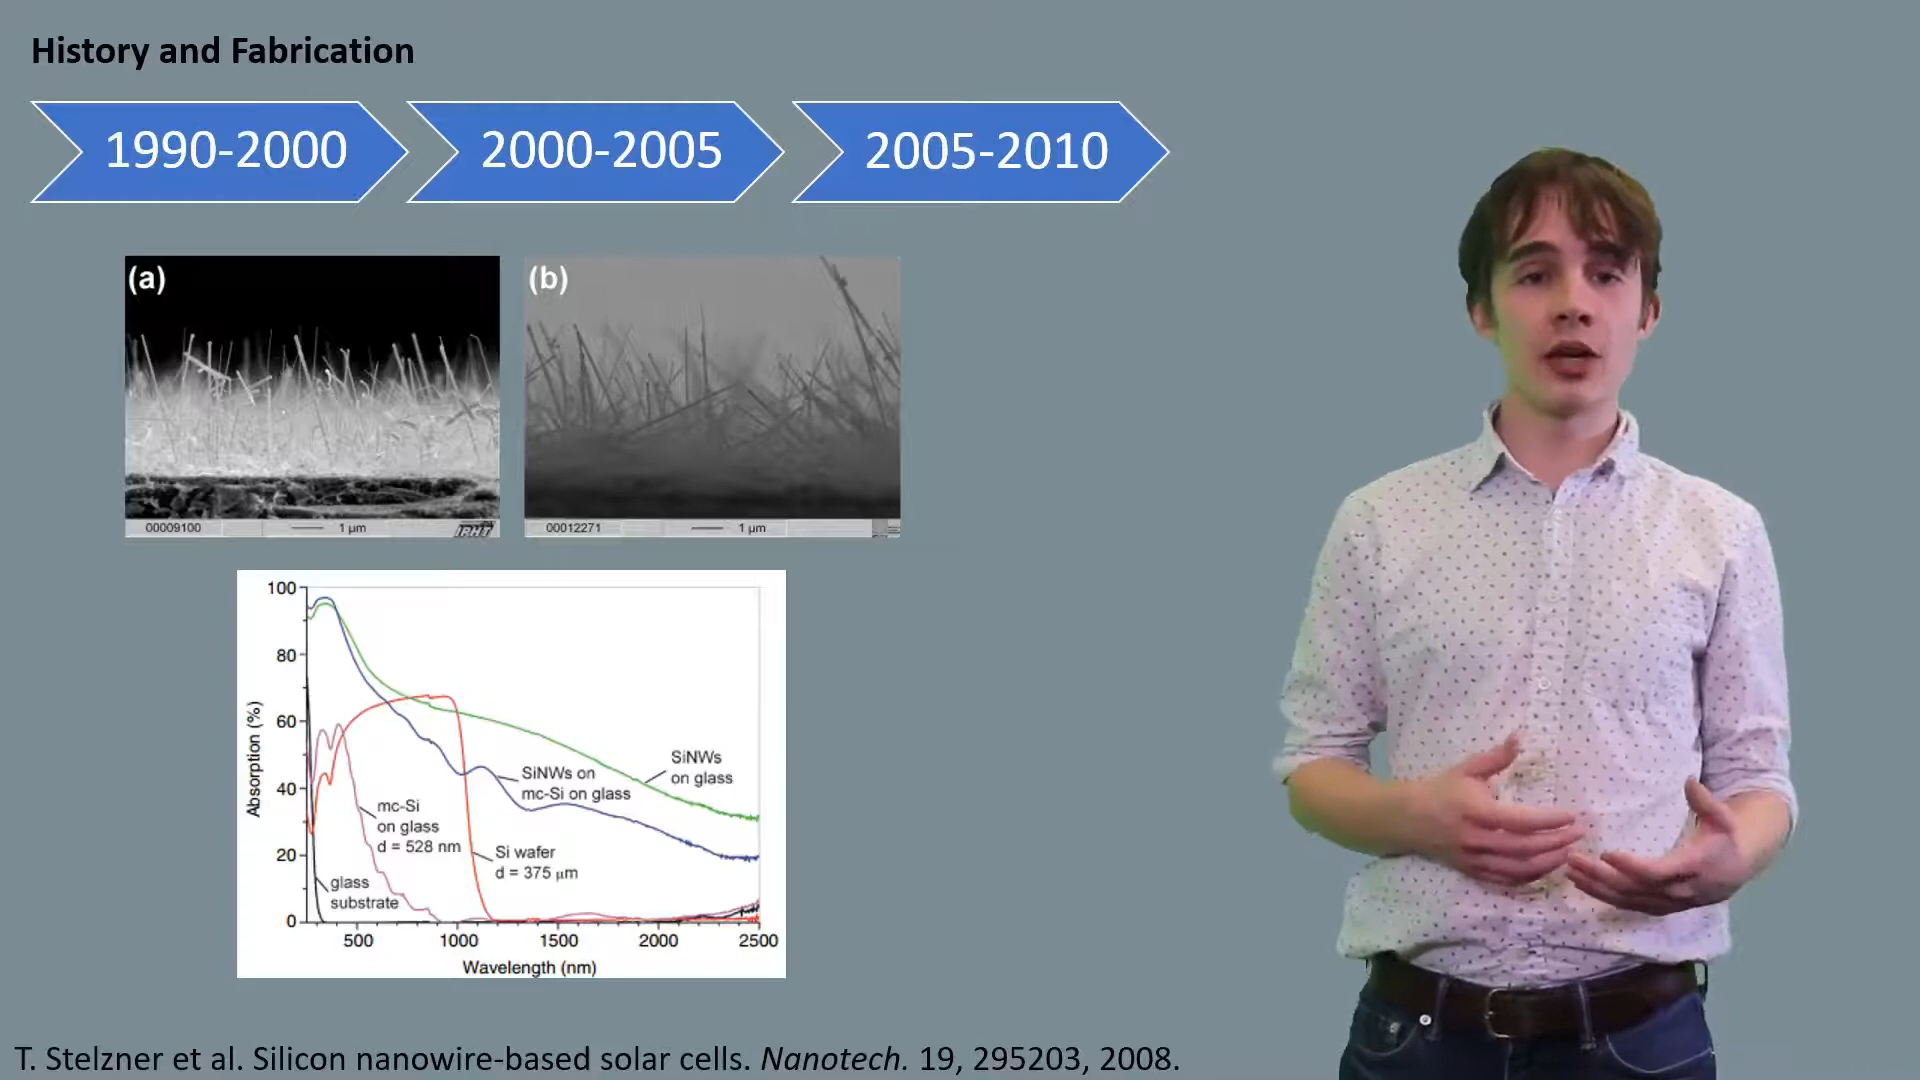 History and Fabrication
1990-2000
2000-2005
2005-2010
(a)
(b)
00009100
1 µm
IPHT
00012271
1 µm
100
80
60
40
20
0
Absorption (%)
SiNWs
on glass
SiNWs on
mc-Si on glass
mc-Si
on glass
d = 528 nm
Si wafer
d = 375 µm
glass
substrate
500
1000
1500
2000
2500
Wavelength (nm)
T. Stelzner et al. Silicon nanowire-based solar cells. Nanotech. 19, 295203, 2008.